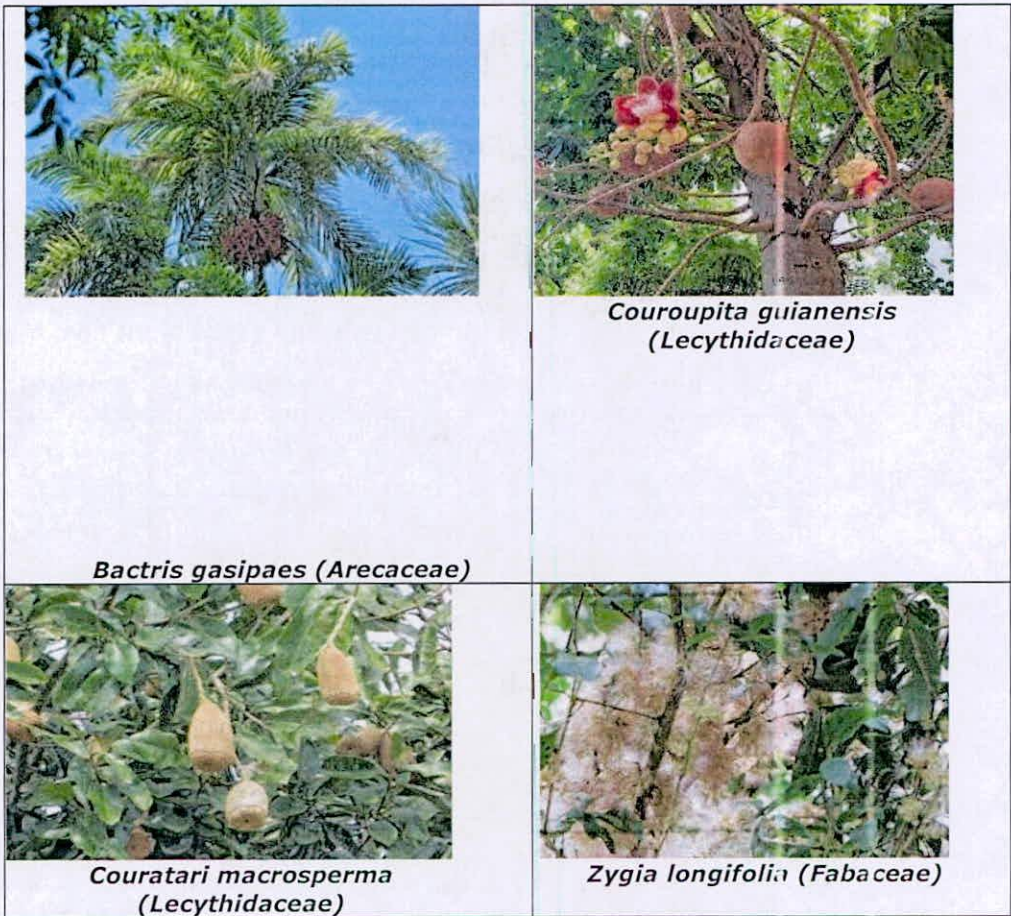 Couroupita guianensis
(Lecythidaceae)
Bactris gasipaes (Arecaceae)
Couratari macrosperma
(Lecythidaceae)
Zygia longifolia (Fabaceae)